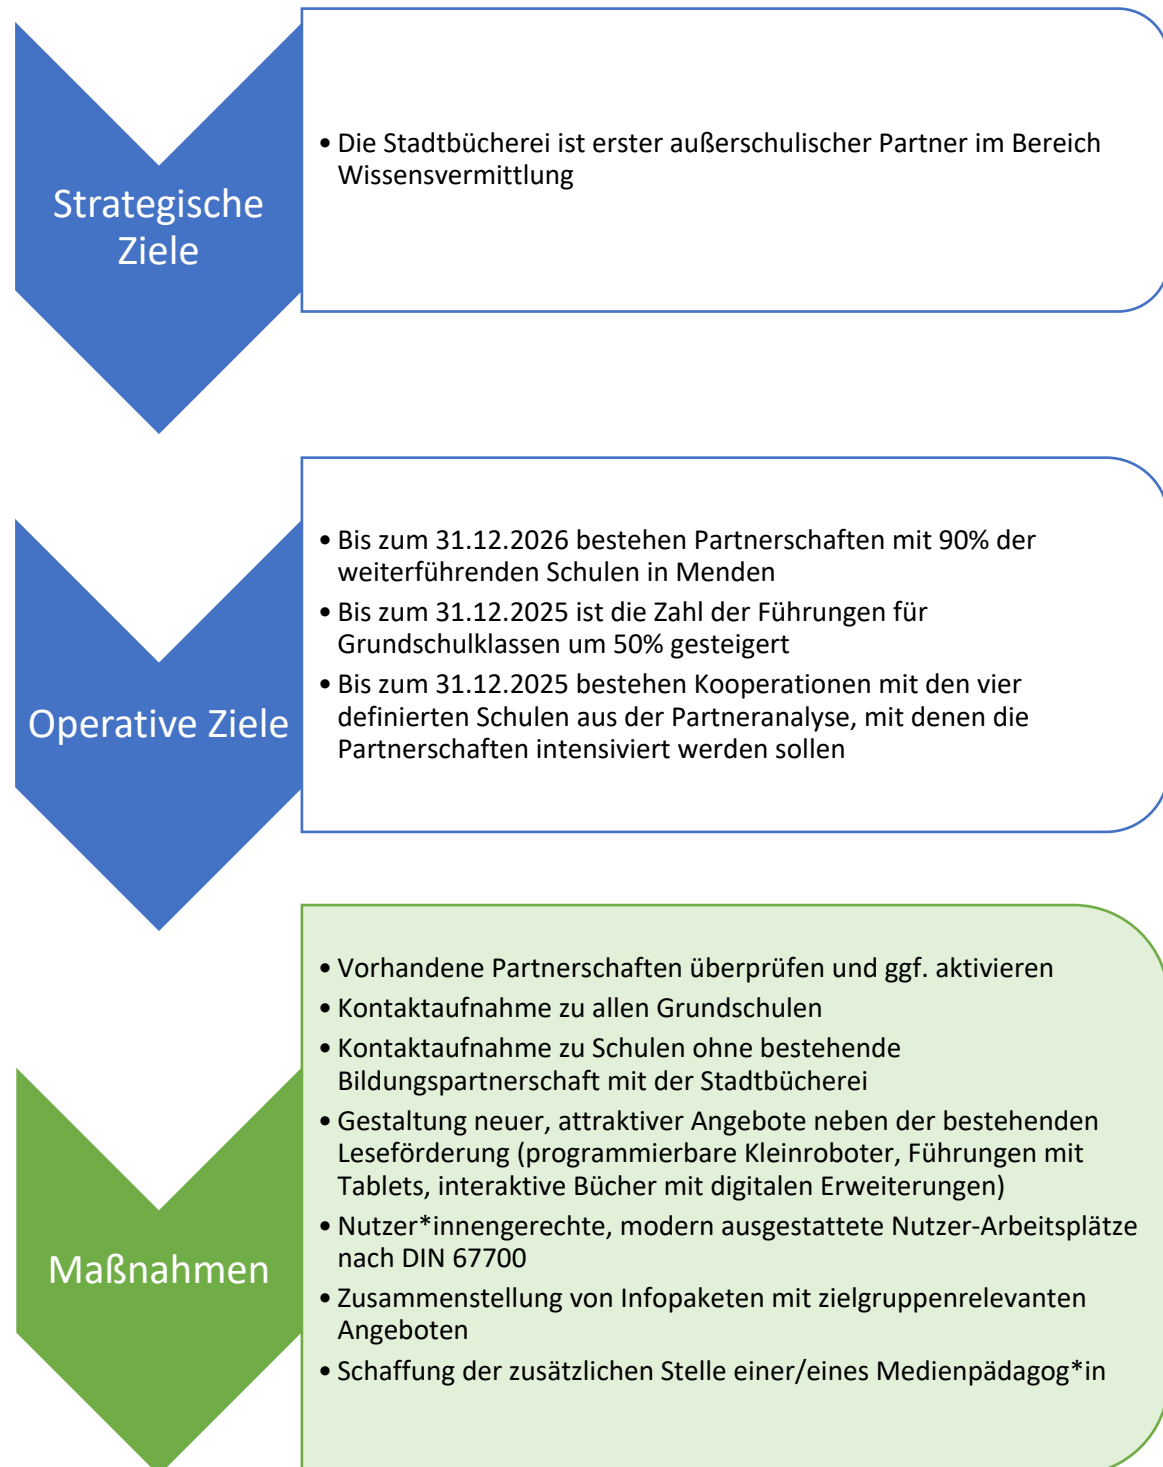 Strategische
Ziele
• Die Stadtbücherei ist erster außerschulischer Partner im Bereich
Wissensvermittlung
Operative Ziele
• Bis zum 31.12.2026 bestehen Partnerschaften mit 90% der
weiterführenden Schulen in Menden
• Bis zum 31.12.2025 ist die Zahl der Führungen für
Grundschulklassen um 50% gesteigert
• Bis zum 31.12.2025 bestehen Kooperationen mit den vier
definierten Schulen aus der Partneranalyse, mit denen die
Partnerschaften intensiviert werden sollen
Maßnahmen
• Vorhandene Partnerschaften überprüfen und ggf. aktivieren
• Kontaktaufnahme zu allen Grundschulen
• Kontaktaufnahme zu Schulen ohne bestehende
Bildungspartnerschaft mit der Stadtbücherei
• Gestaltung neuer, attraktiver Angebote neben der bestehenden
Leseförderung (programmierbare Kleinroboter, Führungen mit
Tablets, interaktive Bücher mit digitalen Erweiterungen)
• Nutzer*innengerechte, modern ausgestattete Nutzer-Arbeitsplätze
nach DIN 67700
• Zusammenstellung von Infopaketen mit zielgruppenrelevanten
Angeboten
• Schaffung der zusätzlichen Stelle einer/eines Medienpädagog*in